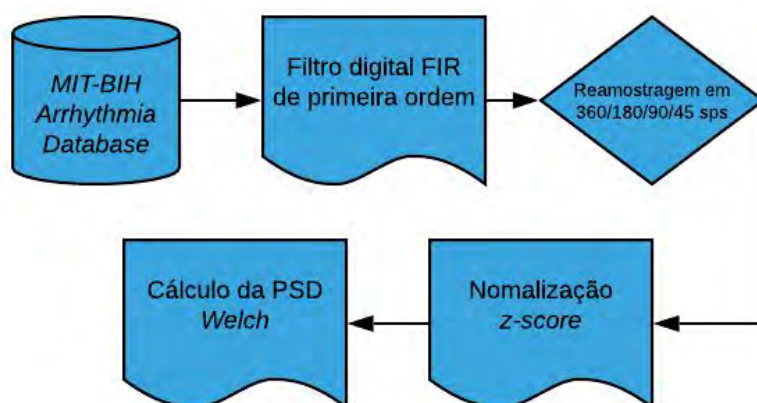 MIT-BIH
Arrhythmia
Database
Filtro digital FIR
de primeira ordem
Reamostragem em
360/180/90/45 sps
Nomalização
z-score
Cálculo da PSD
Welch